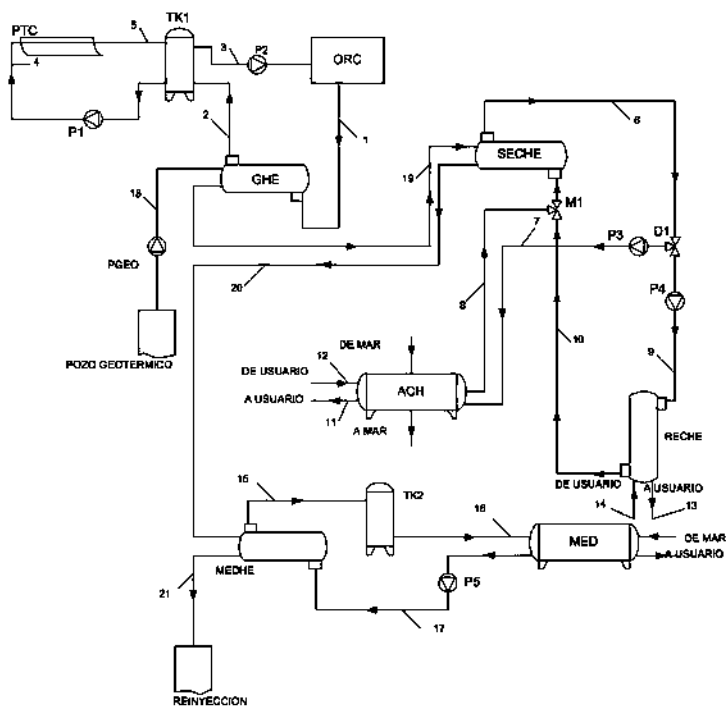 TK1
PTC
5
3
P2
ORC
4
P1
2
1
6
GHE
SECHE
19
18
M1
7
P3
D1
PGEO
20
8
P4
POZO GEOTERMICO
DE MAR
10
9
12
DE USUARIO
ACH
A USUARIO
11
A MAR
RECHE
DE USUARIO
A USUARIO
15
14
13
TK2
16
MED
DE MAR
A USUARIO
MEDHE
P5
21
17
REINYECCION